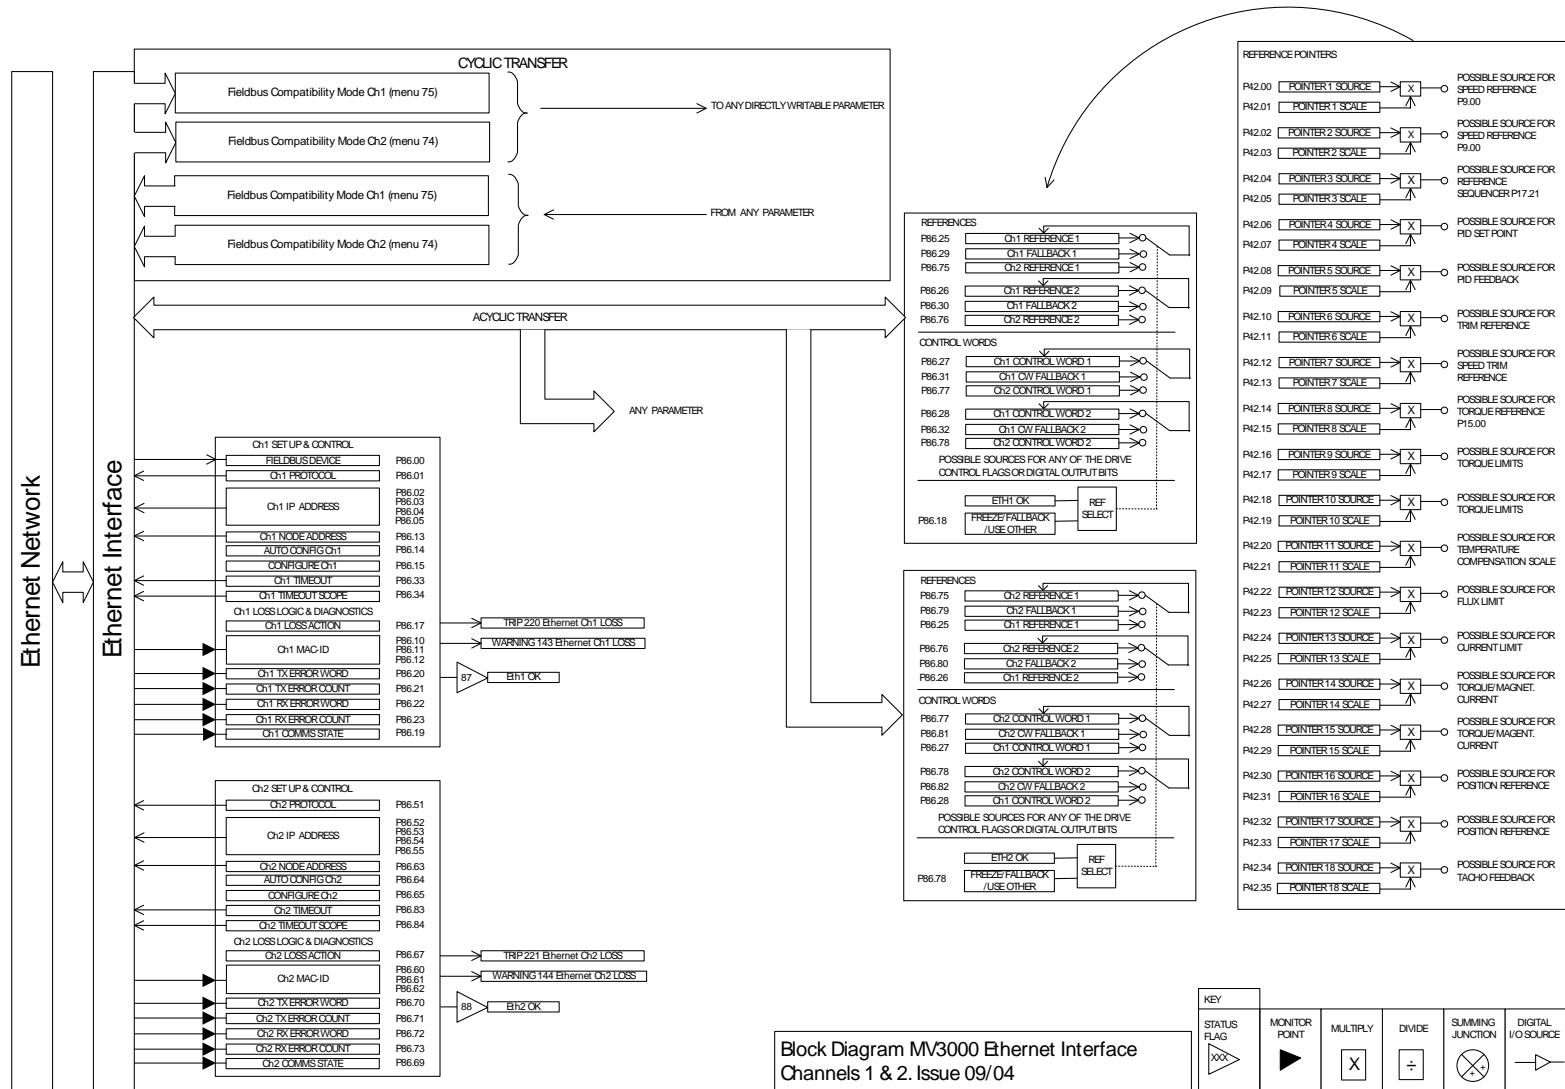 Ethernet Network
Ethernet Interface
CYCLIC TRANSFER
Fieldbus Compatibility Mode Ch1 (menu 75)
Fieldbus Compatibility Mode Ch2 (menu 74)
TO ANY DIRECTLY WRITABLE PARAMETER
Fieldbus Compatibility Mode Ch1 (menu 75)
Fieldbus Compatibility Mode Ch2 (menu 74)
FROM ANY PARAMETER
ACYCLIC TRANSFER
ANY PARAMETER
Ch1 SET UP & CONTROL
FIELDBUS DEVICE P86.00
Ch1 PROTOCOL P86.01
Ch1 IP ADDRESS
P86.02
P86.03
P86.04
P86.05
Ch1 NODE ADDRESS P86.13
AUTO CONFIG Ch1 P86.14
CONFIGURE Ch1 P86.15
Ch1 TIMEOUT P86.33
Ch1 TIMEOUT SCOPE P86.34
Ch1 LOSS LOGIC & DIAGNOSTICS
Ch1 LOSS ACTION P86.17
Ch1 MAC-ID
P86.10
P86.11
P86.12
Ch1 TX ERROR WORD P86.20
Ch1 TX ERROR COUNT P86.21
Ch1 RX ERROR WORD P86.22
Ch1 RX ERROR COUNT P86.23
Ch1 COMMS STATE P86.19
TRIP 220 Ethernet Ch1 LOSS
WARNING 143 Ethernet Ch1 LOSS
87 Eth1 OK
Ch2 SET UP & CONTROL
Ch2 PROTOCOL P86.51
Ch2 IP ADDRESS
P86.52
P86.53
P86.54
P86.55
Ch2 NODE ADDRESS P86.63
AUTO CONFIG Ch2 P86.64
CONFIGURE Ch2 P86.65
Ch2 TIMEOUT P86.83
Ch2 TIMEOUT SCOPE P86.84
Ch2 LOSS LOGIC & DIAGNOSTICS
Ch2 LOSS ACTION P86.67
Ch2 MAC-ID
P86.60
P86.61
P86.62
Ch2 TX ERROR WORD P86.70
Ch2 TX ERROR COUNT P86.71
Ch2 RX ERROR WORD P86.72
Ch2 RX ERROR COUNT P86.73
Ch2 COMMS STATE P86.69
TRIP 221 Ethernet Ch2 LOSS
WARNING 144 Ethernet Ch2 LOSS
88 Eth2 OK
REFERENCES
P86.25 Ch1 REFERENCE 1
P86.29 Ch1 FALLBACK 1
P86.75 Ch2 REFERENCE 1
P86.26 Ch1 REFERENCE 2
P86.30 Ch1 FALLBACK 2
P86.76 Ch2 REFERENCE 2
CONTROL WORDS
P86.27 Ch1 CONTROL WORD 1
P86.31 Ch1 CW FALLBACK 1
P86.77 Ch2 CONTROL WORD 1
P86.28 Ch1 CONTROL WORD 2
P86.32 Ch1 CW FALLBACK 2
P86.78 Ch2 CONTROL WORD 2
POSSIBLE SOURCES FOR ANY OF THE DRIVE
CONTROL FLAGS OR DIGITAL OUTPUT BITS
ETH1 OK
P86.18 FREEZE/FALLBACK
/USE OTHER
REF
SELECT
REFERENCES
P86.75 Ch2 REFERENCE 1
P86.79 Ch2 FALLBACK 1
P86.25 Ch1 REFERENCE 1
P86.76 Ch2 REFERENCE 2
P86.80 Ch2 FALLBACK 2
P86.26 Ch1 REFERENCE 2
CONTROL WORDS
P86.77 Ch2 CONTROL WORD 1
P86.81 Ch2 CW FALLBACK 1
P86.27 Ch1 CONTROL WORD 1
P86.78 Ch2 CONTROL WORD 2
P86.82 Ch2 CW FALLBACK 2
P86.28 Ch1 CONTROL WORD 2
POSSIBLE SOURCES FOR ANY OF THE DRIVE
CONTROL FLAGS OR DIGITAL OUTPUT BITS
ETH2 OK
P86.78 FREEZE/FALLBACK
/USE OTHER
REF
SELECT
REFERENCE POINTERS
P42.00 POINTER 1 SOURCE X
P42.01 POINTER 1 SCALE
POSSIBLE SOURCE FOR
SPEED REFERENCE
P9.00
P42.02 POINTER 2 SOURCE X
P42.03 POINTER 2 SCALE
POSSIBLE SOURCE FOR
SPEED REFERENCE
P9.00
P42.04 POINTER 3 SOURCE X
P42.05 POINTER 3 SCALE
POSSIBLE SOURCE FOR
REFERENCE
SEQUENCER P17.21
P42.06 POINTER 4 SOURCE X
P42.07 POINTER 4 SCALE
POSSIBLE SOURCE FOR
PID SET POINT
P42.08 POINTER 5 SOURCE X
P42.09 POINTER 5 SCALE
POSSIBLE SOURCE FOR
PID FEEDBACK
P42.10 POINTER 6 SOURCE X
P42.11 POINTER 6 SCALE
POSSIBLE SOURCE FOR
TRIM REFERENCE
P42.12 POINTER 7 SOURCE X
P42.13 POINTER 7 SCALE
POSSIBLE SOURCE FOR
SPEED TRIM
REFERENCE
P42.14 POINTER 8 SOURCE X
P42.15 POINTER 8 SCALE
POSSIBLE SOURCE FOR
TORQUE REFERENCE
P15.00
P42.16 POINTER 9 SOURCE X
P42.17 POINTER 9 SCALE
POSSIBLE SOURCE FOR
TORQUE LIMITS
P42.18 POINTER 10 SOURCE X
P42.19 POINTER 10 SCALE
POSSIBLE SOURCE FOR
TORQUE LIMITS
P42.20 POINTER 11 SOURCE X
P42.21 POINTER 11 SCALE
POSSIBLE SOURCE FOR
TEMPERATURE
COMPENSATION SCALE
P42.22 POINTER 12 SOURCE X
P42.23 POINTER 12 SCALE
POSSIBLE SOURCE FOR
FLUX LIMIT
P42.24 POINTER 13 SOURCE X
P42.25 POINTER 13 SCALE
POSSIBLE SOURCE FOR
CURRENT LIMIT
P42.26 POINTER 14 SOURCE X
P42.27 POINTER 14 SCALE
POSSIBLE SOURCE FOR
TORQUE/MAGNET.
CURRENT
P42.28 POINTER 15 SOURCE X
P42.29 POINTER 15 SCALE
POSSIBLE SOURCE FOR
TORQUE/MAGENT.
CURRENT
P42.30 POINTER 16 SOURCE X
P42.31 POINTER 16 SCALE
POSSIBLE SOURCE FOR
POSITION REFERENCE
P42.32 POINTER 17 SOURCE X
P42.33 POINTER 17 SCALE
POSSIBLE SOURCE FOR
POSITION REFERENCE
P42.34 POINTER 18 SOURCE X
P42.35 POINTER 18 SCALE
POSSIBLE SOURCE FOR
TACHO FEEDBACK
Block Diagram MV3000 Ethernet Interface
Channels 1 & 2. Issue 09/04
KEY
STATUS
FLAG
XXX
MONITOR
POINT
MULTIPLY
X
DIVIDE
÷
SUMMING
JUNCTION
+
+
DIGITAL
I/O SOURCE